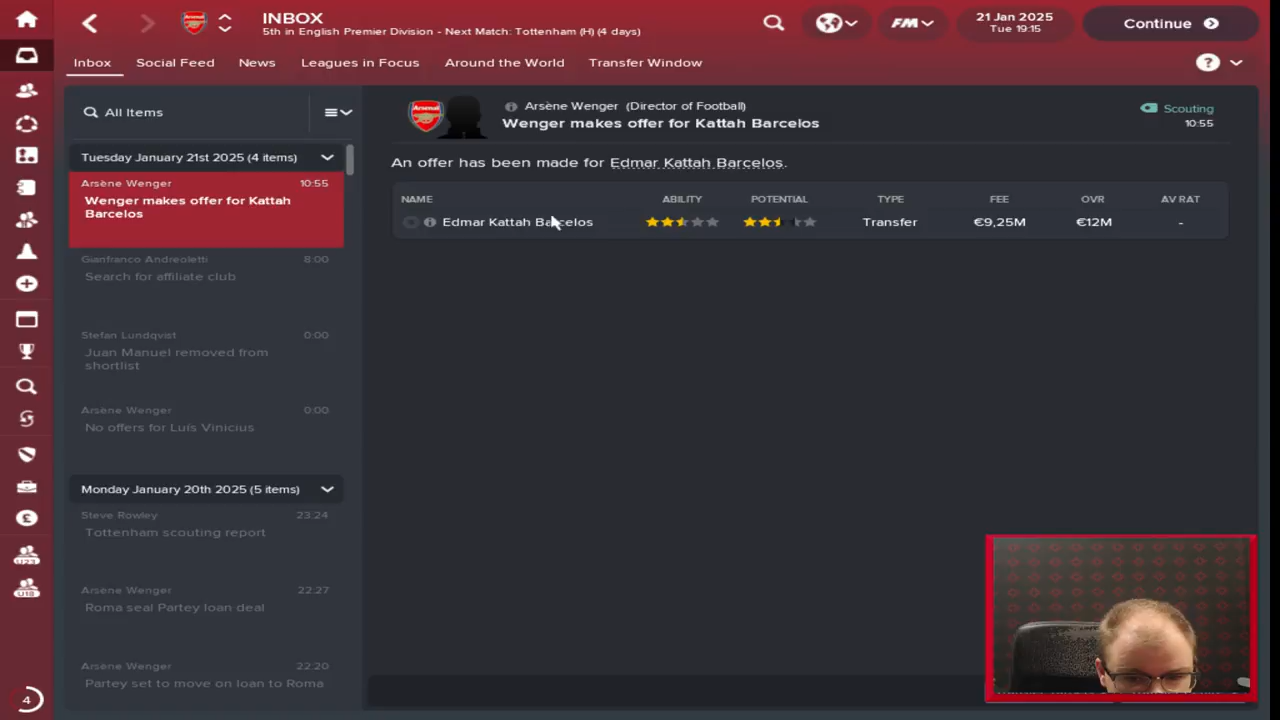 INBOX
5th in English Premier Division - Next Match: Tottenham (H) (4 days)
FM
21 Jan 2025
Tue 19:15
Continue
Inbox
Social Feed
News
Leagues in Focus
Around the World
Transfer Window
?
All Items
Arsène Wenger (Director of Football)
Wenger makes offer for Kattah Barcelos
Scouting
10:55
Tuesday January 21st 2025 (4 items)
Arsène Wenger 10:55
Wenger makes offer for Kattah
Barcelos
Gianfranco Andreoletti 8:00
Search for affiliate club
Stefan Lundqvist 0:00
Juan Manuel removed from
shortlist
Arsène Wenger 0:00
No offers for Luís Vinicius
Monday January 20th 2025 (5 items)
Steve Rowley 23:24
Tottenham scouting report
Arsène Wenger 22:27
Roma seal Partey loan deal
Arsène Wenger 22:20
Partey set to move on loan to Roma
An offer has been made for Edmar Kattah Barcelos.
NAME ABILITY POTENTIAL TYPE FEE OVR AV RAT
Edmar Kattah Barcelos Transfer €9,25M €12M -
Arsenal
U23
U18
4